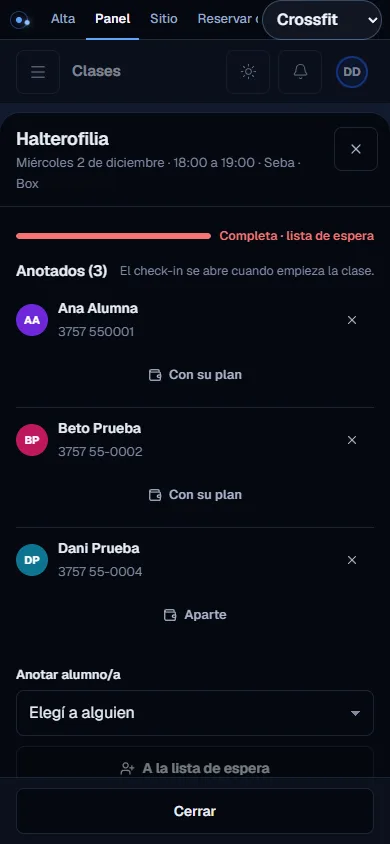 Alta Panel Sitio Reservar Crossfit
Clases DD
Halterofilia
Miércoles 2 de diciembre · 18:00 a 19:00 · Seba ·
Box
Completa · lista de espera
Anotados (3) El check-in se abre cuando empieza la clase.
AA Ana Alumna
3757 550001
Con su plan
BP Beto Prueba
3757 55-0002
Con su plan
DP Dani Prueba
3757 55-0004
Aparte
Anotar alumno/a
Elegí a alguien
A la lista de espera
Cerrar